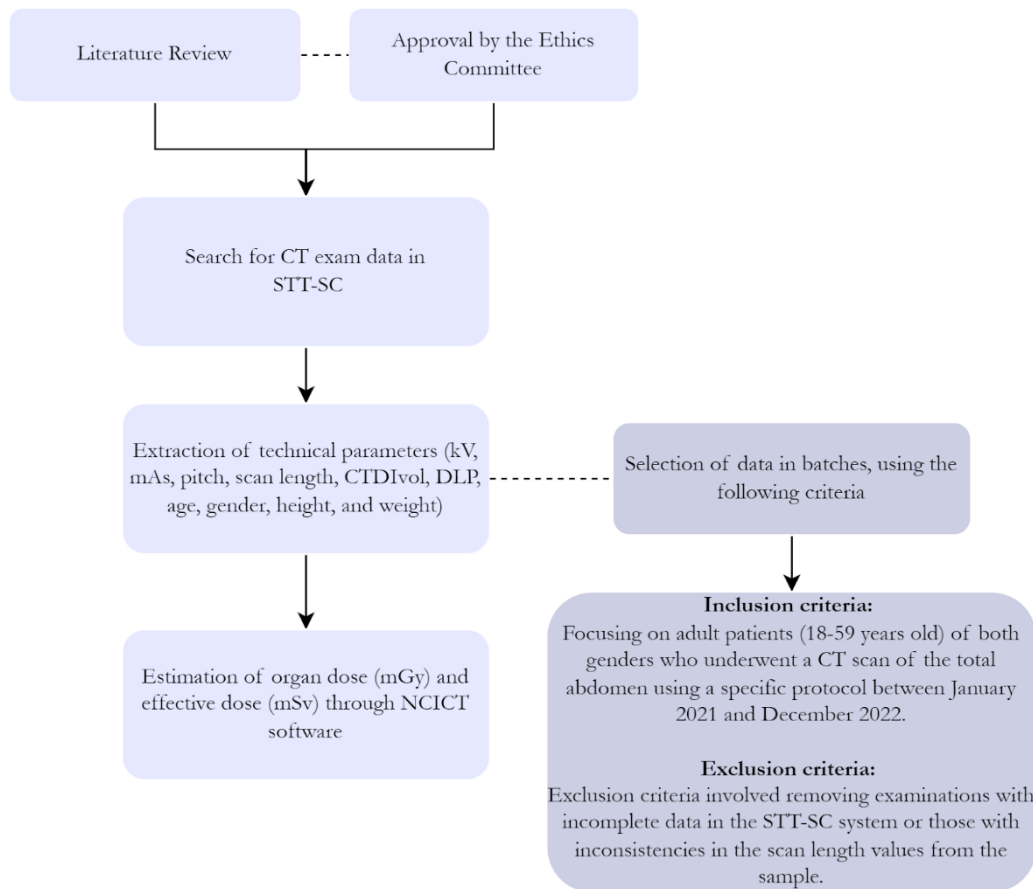 Literature Review
Approval by the Ethics
Committee
Search for CT exam data in
STT-SC
Extraction of technical parameters (kV,
mAs, pitch, scan length, CTDIvol, DLP,
age, gender, height, and weight)
Selection of data in batches, using the
following criteria
Estimation of organ dose (mGy) and
effective dose (mSv) through NCICT
software
Inclusion criteria:
Focusing on adult patients (18-59 years old) of both
genders who underwent a CT scan of the total
abdomen using a specific protocol between January
2021 and December 2022.
Exclusion criteria:
Exclusion criteria involved removing examinations with
incomplete data in the STT-SC system or those with
inconsistencies in the scan length values from the
sample.